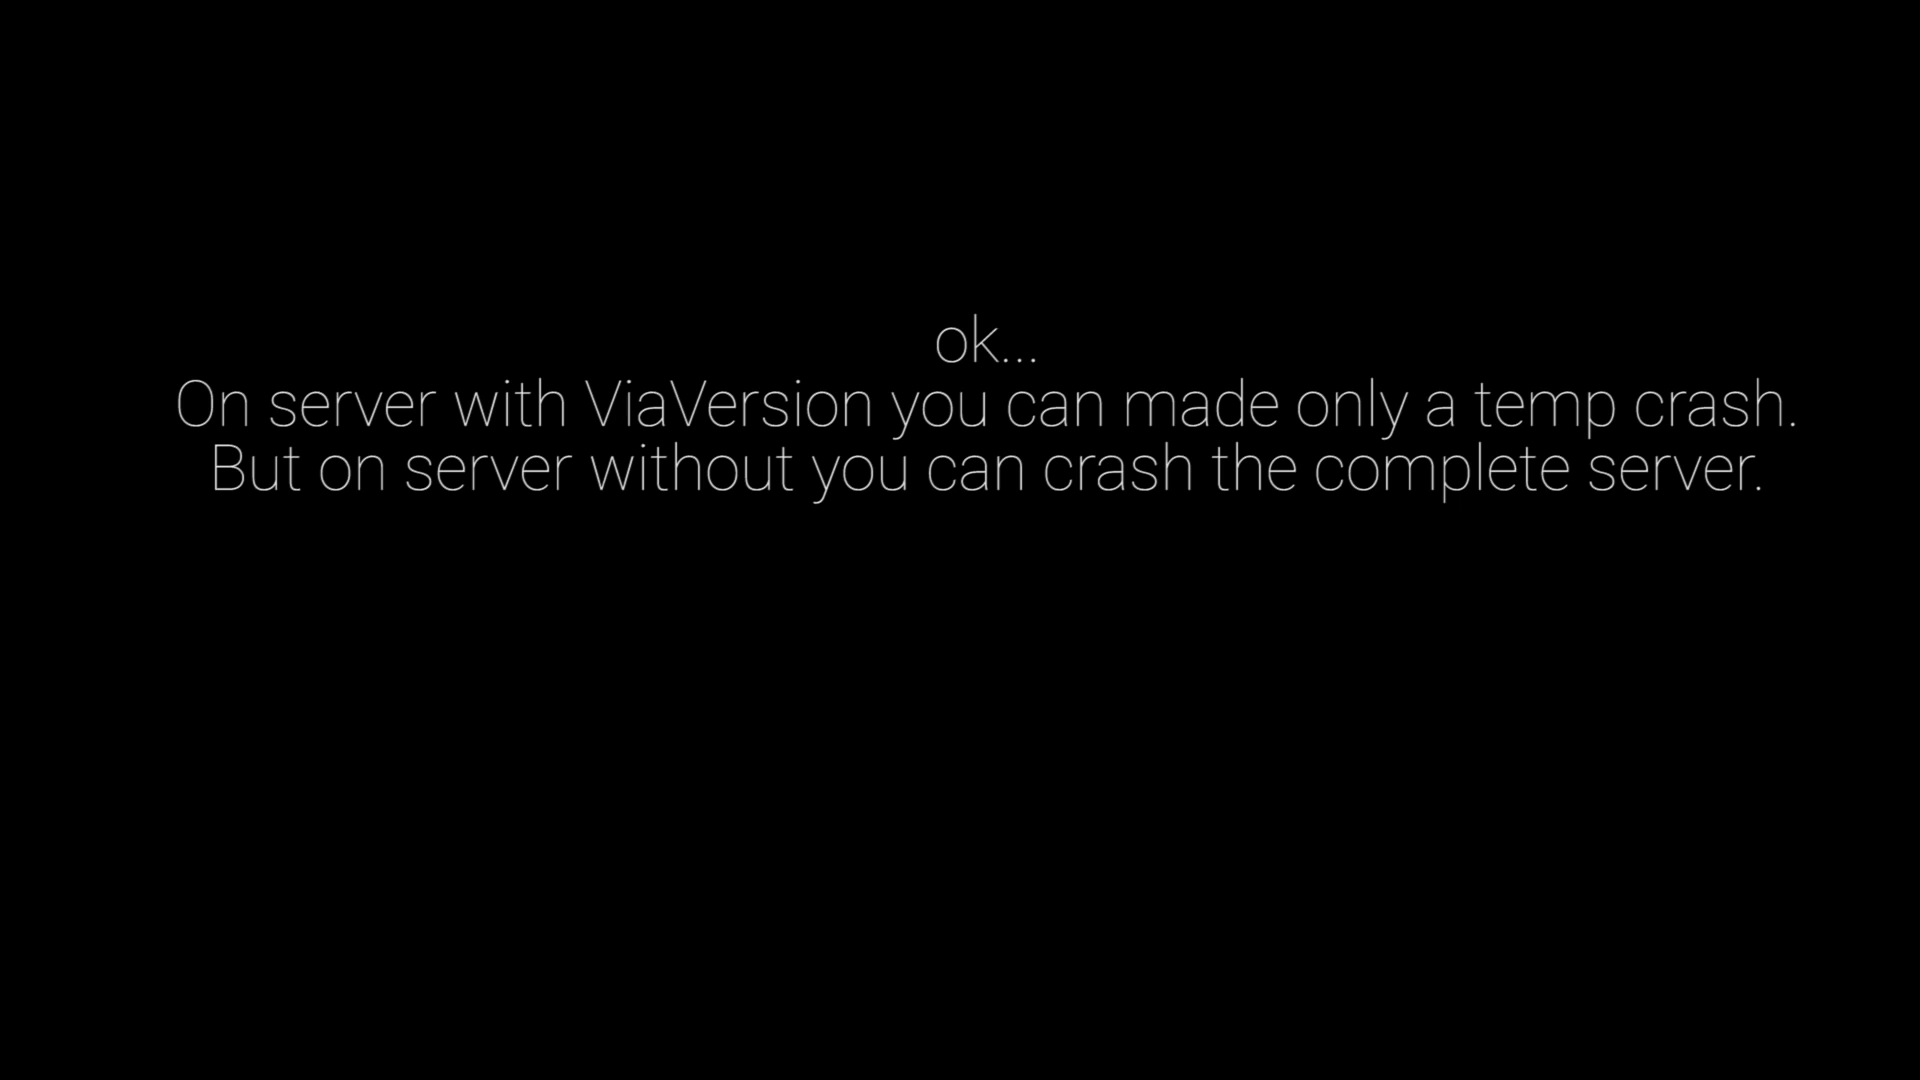 ok...
On server with ViaVersion you can made only a temp crash.
But on server without you can crash the complete server.